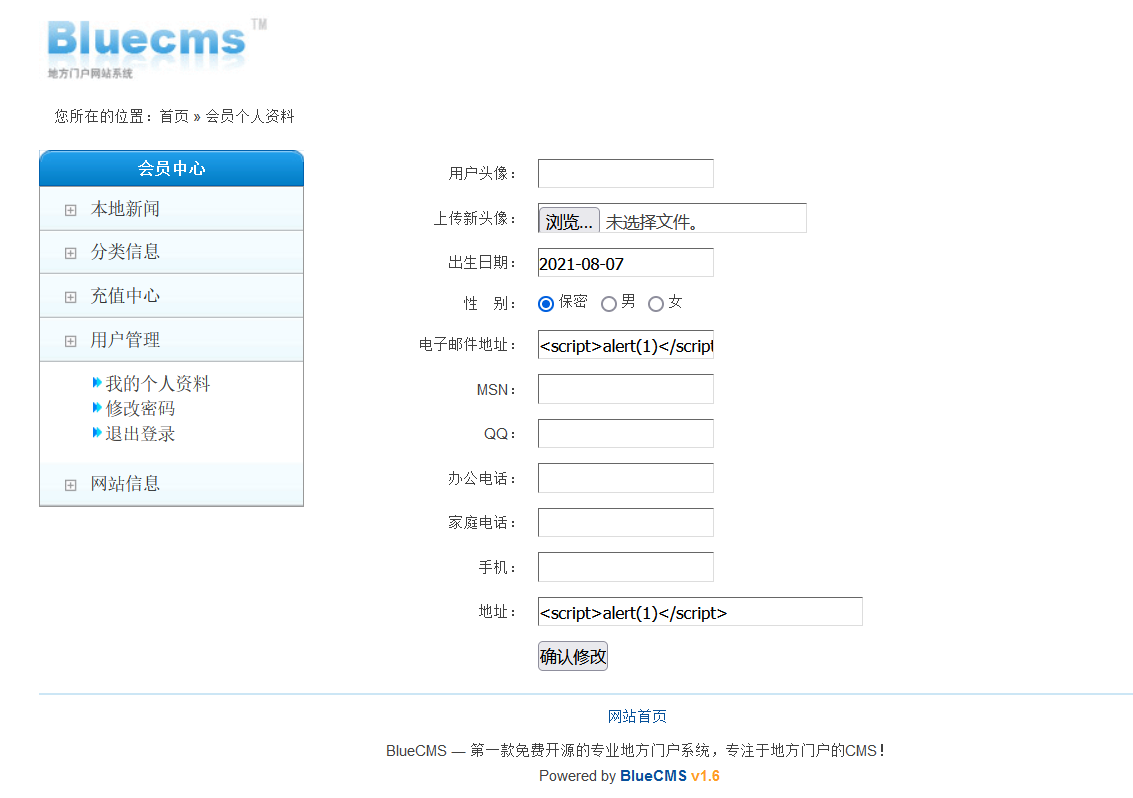 Bluecms TM
地方门户网站系统
您所在的位置：首页 » 会员个人资料
会员中心
本地新闻
分类信息
充值中心
用户管理
我的个人资料
修改密码
退出登录
网站信息
用户头像：
上传新头像： 浏览... 未选择文件。
出生日期： 2021-08-07
性 别： 保密 男 女
电子邮件地址： <script>alert(1)</script
MSN：
QQ：
办公电话：
家庭电话：
手机：
地址： <script>alert(1)</script>
确认修改
网站首页
BlueCMS — 第一款免费开源的专业地方门户系统，专注于地方门户的CMS！
Powered by BlueCMS v1.6